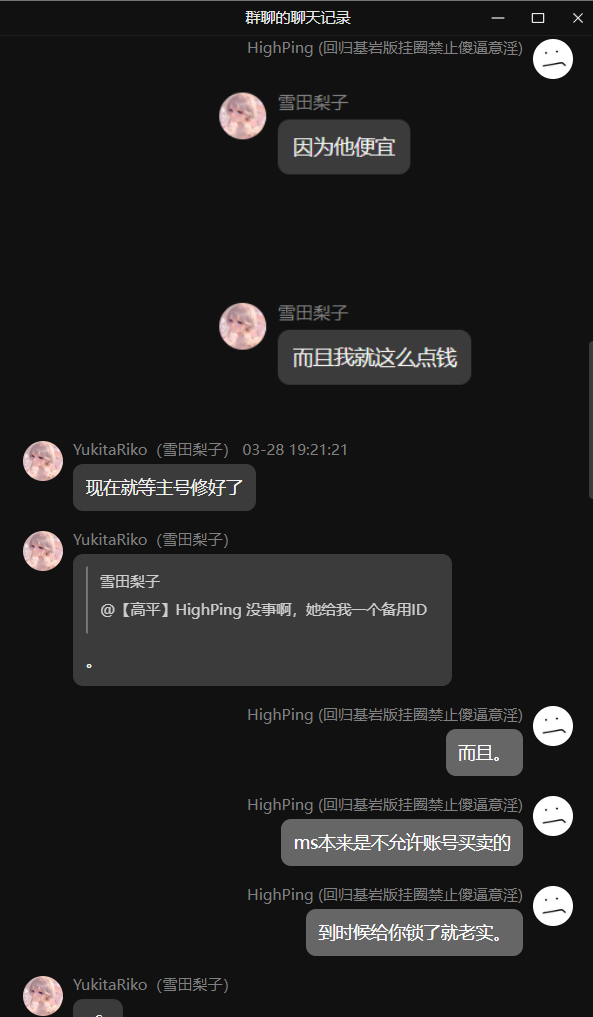 群聊的聊天记录
HighPing (回归基岩版挂圈禁止傻逼意淫)
雪田梨子
因为他便宜
雪田梨子
而且我就这么点钱
YukitaRiko（雪田梨子） 03-28 19:21:21
现在就等主号修好了
YukitaRiko（雪田梨子）
雪田梨子
@【高平】HighPing 没事啊，她给我一个备用ID
。
HighPing (回归基岩版挂圈禁止傻逼意淫)
而且。
HighPing (回归基岩版挂圈禁止傻逼意淫)
ms本来是不允许账号买卖的
HighPing (回归基岩版挂圈禁止傻逼意淫)
到时候给你锁了就老实。
YukitaRiko（雪田梨子）